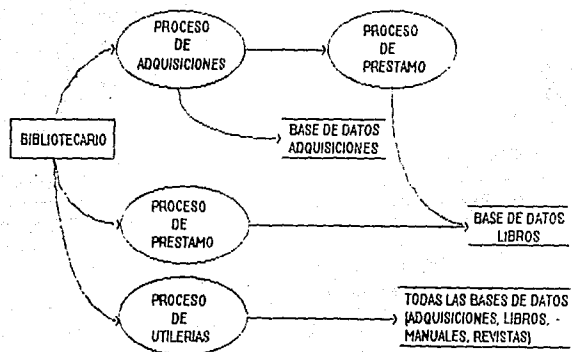 PROCESO
DE
ADQUISICIONES
PROCESO
DE
PRESTAMO
BASE DE DATOS
ADQUISICIONES
BIBLIOTECARIO
PROCESO
DE
PRESTAMO
BASE DE DATOS
LIBROS
PROCESO
DE
UTILERIAS
TODAS LAS BASES DE DATOS
(ADQUISICIONES, LIBROS, -
MANUALES, REVISTAS)